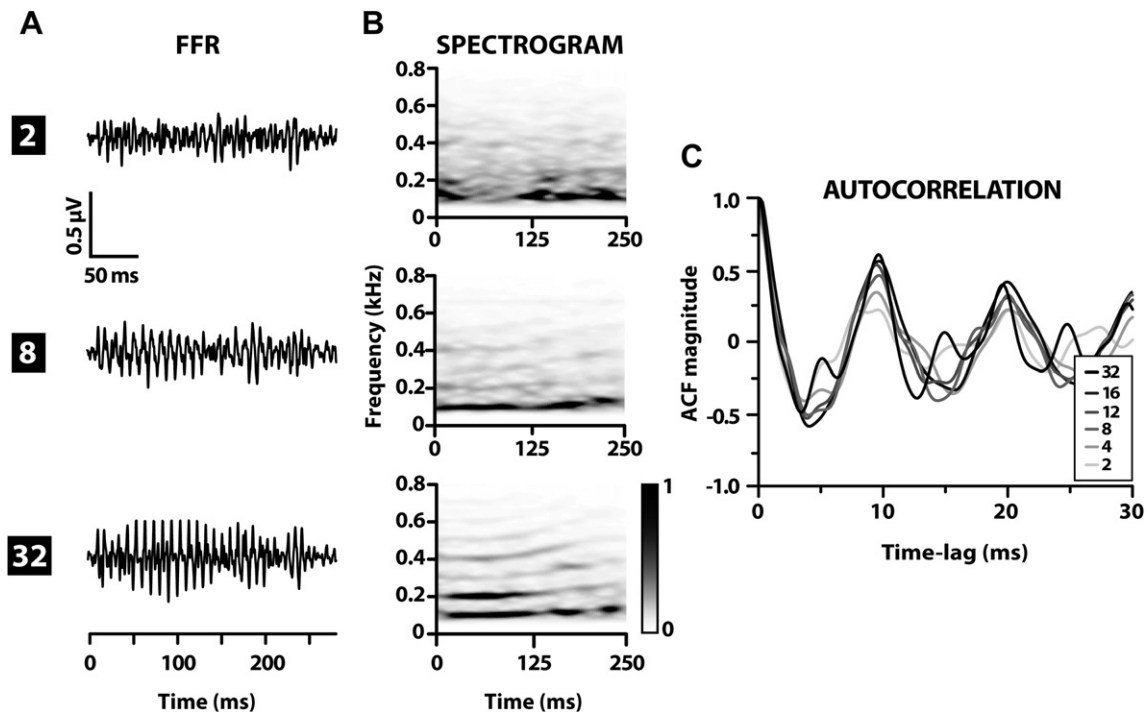 A
FFR
2
0.5 µV
50 ms
8
32
0 100 200
Time (ms)
B
SPECTROGRAM
Frequency (kHz)
0.8
0.6
0.4
0.2
0
0 125 250
0.8
0.6
0.4
0.2
0
0 125 250
0.8
0.6
0.4
0.2
0
0 125 250
Time (ms)
1
0
C
AUTOCORRELATION
ACF magnitude
1.0
0.5
0
-0.5
-1.0
0 10 20 30
Time-lag (ms)
32
16
12
8
4
2